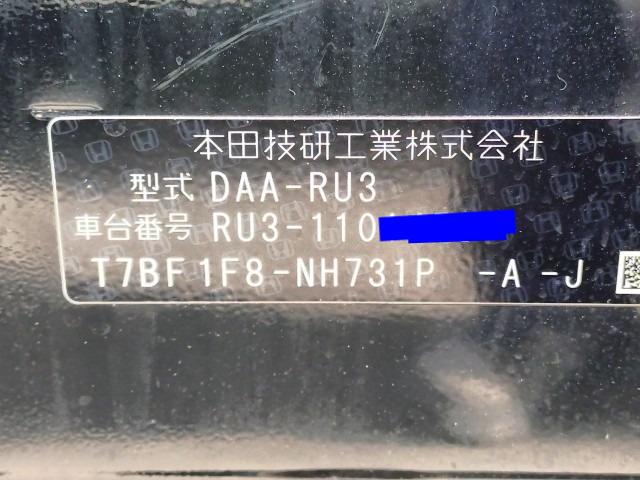 本田技研工業株式会社
型式 DAA-RU3
車台番号 RU3-110
T7BF1F8-NH731P -A -J